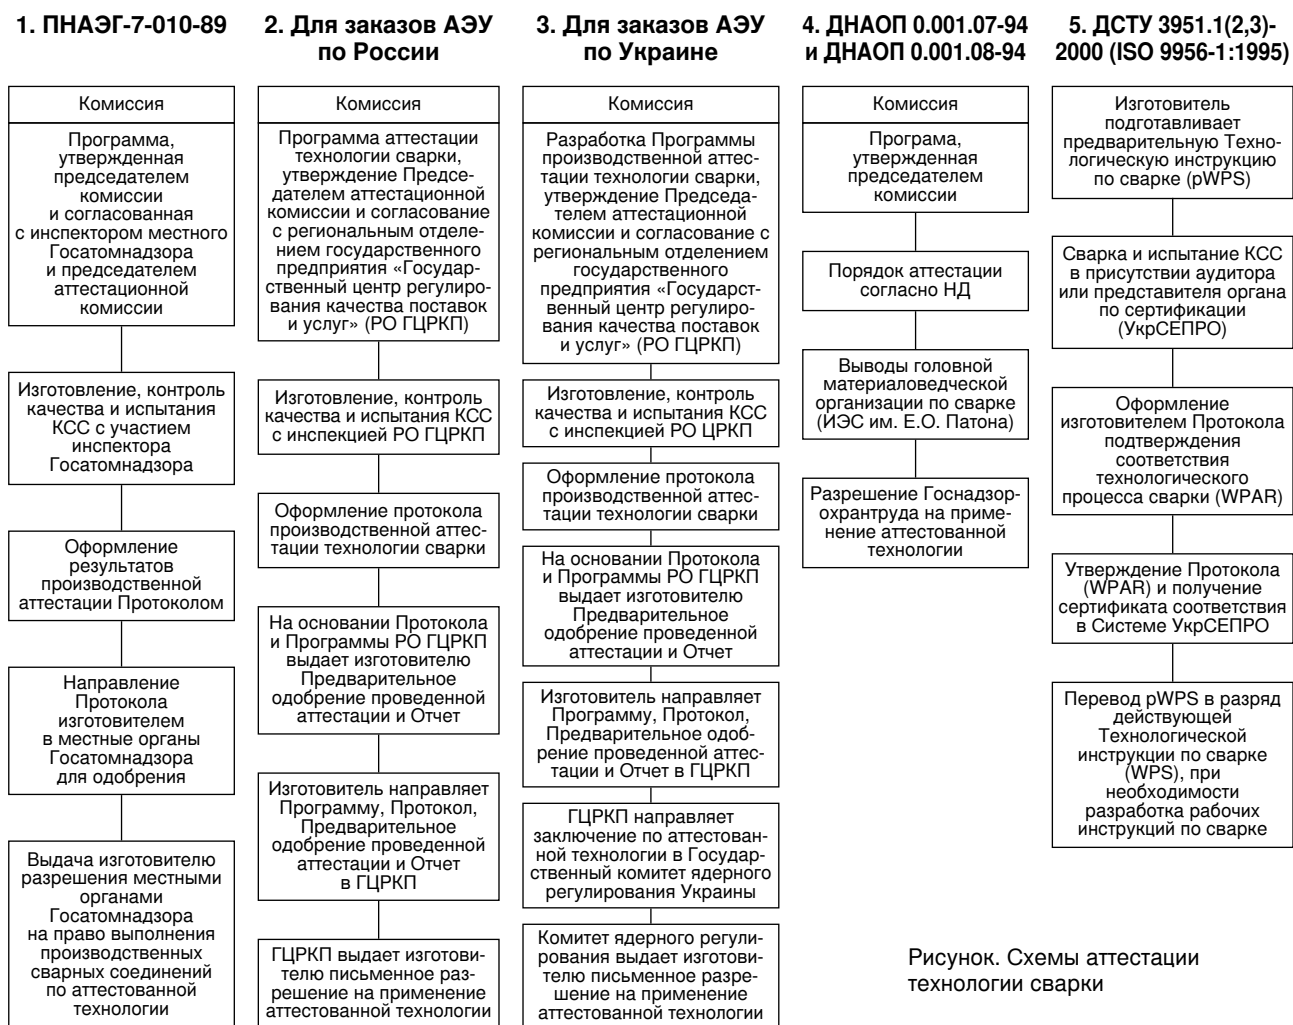 1. ПНАЭГ-7-010-89
Комиссия
Программа,
утвержденная
председателем
комиссии
и согласованная
с инспектором местного
Госатомнадзора
и председателем
аттестационной
комиссии
Изготовление, контроль
качества и испытания
КСС с участием
инспектора
Госатомнадзора
Оформление
результатов
производственной
аттестации Протоколом
Направление
Протокола
изготовителем
в местные органы
Госатомнадзора
для одобрения
Выдача изготовителю
разрешения местными
органами
Госатомнадзора
на право выполнения
производственных
сварных соединений
по аттестованной
технологии
2. Для заказов АЭУ
по России
Комиссия
Программа аттестации
технологии сварки,
утверждение Предсе-
дателем аттестационной
комиссии и согласование
с региональным отделе-
нием государственного
предприятия «Государ-
ственный центр регулиро-
вания качества поставок
и услуг» (РО ГЦРКП)
Изготовление, контроль
качества и испытания КСС
с инспекцией РО ГЦРКП
Оформление протокола
производственной аттес-
тации технологии сварки
На основании Протокола
и Программы РО ГЦРКП
выдает изготовителю
Предварительное
одобрение проведенной
аттестации и Отчет
Изготовитель направляет
Программу, Протокол,
Предварительное
одобрение проведенной
аттестации и Отчет
в ГЦРКП
ГЦРКП выдает изготови-
телю письменное раз-
решение на применение
аттестованной технологии
3. Для заказов АЭУ
по Украине
Комиссия
Разработка Программы
производственной аттес-
тации технологии сварки,
утверждение Председа-
телем аттестационной
комиссии и согласование с
региональным отделением
государственного
предприятия «Государст-
венный центр регулиро-
вания качества поставок
и услуг» (РО ГЦРКП)
Изготовление, контроль
качества и испытания КСС
с инспекцией РО ЦРКП
Оформление протокола
производственной аттес-
тации технологии сварки
На основании Протокола
и Программы РО ГЦРКП
выдает изготовителю
Предварительное
одобрение проведенной
аттестации и Отчет
Изготовитель направляет
Программу, Протокол,
Предварительное одоб-
рение проведенной аттес-
тации и Отчет в ГЦРКП
ГЦРКП направляет
заключение по аттестован-
ной технологии в Государ-
ственный комитет ядерного
регулирования Украины
Комитет ядерного регули-
рования выдает изготови-
телю письменное разре-
шение на применение
аттестованной технологии
4. ДНАОП 0.001.07-94
и ДНАОП 0.001.08-94
Комиссия
Програма,
утвержденная
председателем
комиссии
Порядок аттестации
согласно НД
Выводы головной
материаловедческой
организации по сварке
(ИЭС им. Е.О. Патона)
Разрешение Госнадзор-
охрантруда на приме-
нение аттестованной
технологии
5. ДСТУ 3951.1(2,3)-
2000 (ISO 9956-1:1995)
Изготовитель
подготавливает
предварительную Техно-
логическую инструкцию
по сварке (pWPS)
Сварка и испытание КСС
в присутствии аудитора
или представителя органа
по сертификации
(УкрСЕПРО)
Оформление
изготовителем Протокола
подтверждения
соответствия
технологического
процесса сварки (WPAR)
Утверждение Протокола
(WPAR) и получение
сертификата соответствия
в Системе УкрСЕПРО
Перевод pWPS в разряд
действующей
Технологической
инструкции по сварке
(WPS), при
необходимости
разработка рабочих
инструкций по сварке
Рисунок. Схемы аттестации
технологии сварки